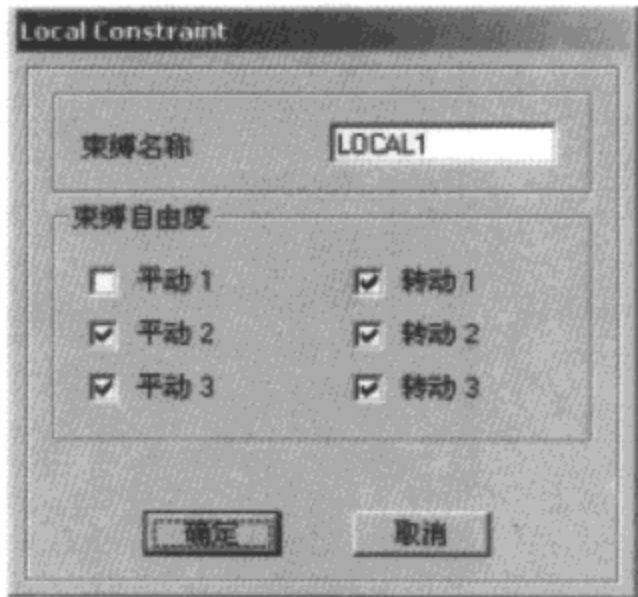 Local Constraint
束缚名称 LOCAL1
束缚自由度
平动 1 转动 1
平动 2 转动 2
平动 3 转动 3
确定 取消